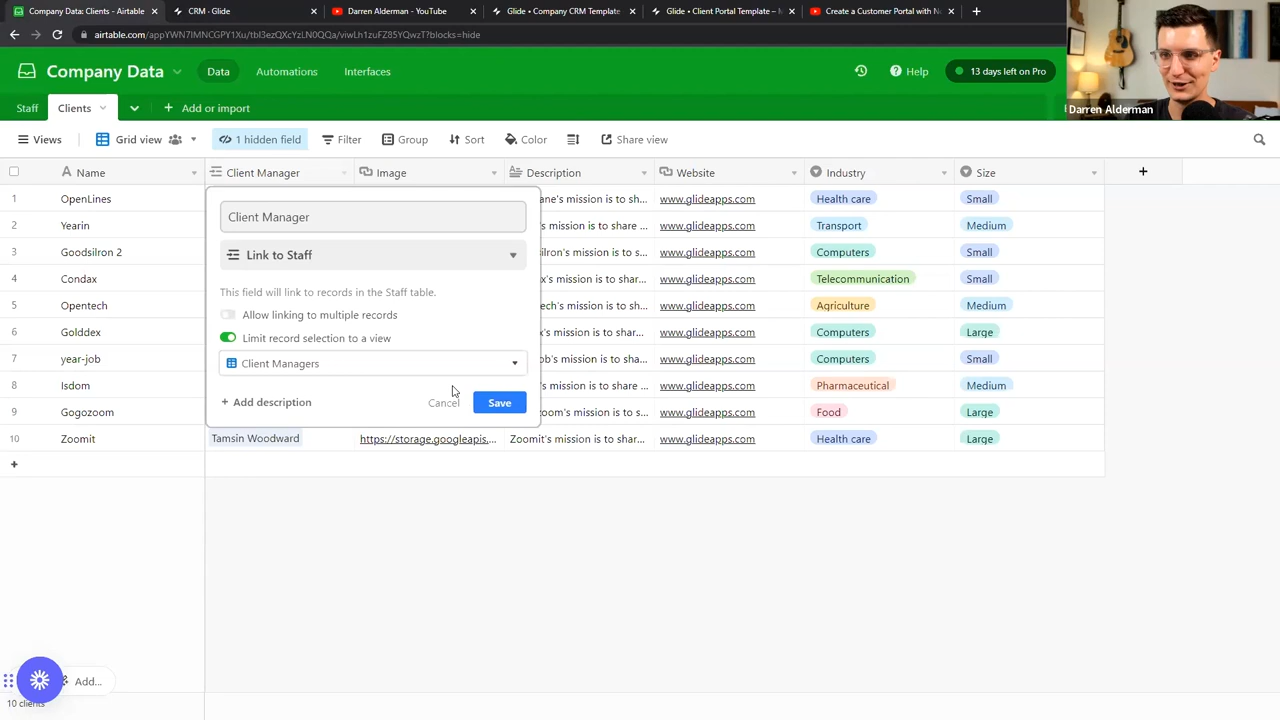 Company Data: Clients - Airtable
CRM · Glide
Darren Alderman - YouTube
Glide • Company CRM Template
Glide • Client Portal Template –
Create a Customer Portal with N
airtable.com/appYWN7IMNCGPY1Xu/tbl3ezQXcYzLN0QQa/viwLh1zuFZ85YQwzT?blocks=hide
Company Data
Data
Automations
Interfaces
Help
13 days left on Pro
Darren Alderman
Staff
Clients
Add or import
Views
Grid view
1 hidden field
Filter
Group
Sort
Color
Share view
Name
Client Manager
Image
Description
Website
Industry
Size
1 OpenLines ane's mission is to sh... www.glideapps.com Health care Small
2 Yearin n's mission is to share ... www.glideapps.com Transport Medium
3 Goodsilron 2 dsilron's mission is to ... www.glideapps.com Computers Small
4 Condax ax's mission is to shar... www.glideapps.com Telecommunication Small
5 Opentech tech's mission is to sh... www.glideapps.com Agriculture Medium
6 Golddex x's mission is to shar... www.glideapps.com Computers Large
7 year-job ob's mission is to sha... www.glideapps.com Computers Small
8 Isdom m's mission is to share ... www.glideapps.com Pharmaceutical Medium
9 Gogozoom zoom's mission is to s... www.glideapps.com Food Large
10 Zoomit Tamsin Woodward https://storage.googleapis.... Zoomit's mission is to shar... www.glideapps.com Health care Large
Client Manager
Link to Staff
This field will link to records in the Staff table.
Allow linking to multiple records
Limit record selection to a view
Client Managers
+ Add description
Cancel
Save
+
Add...
10 clients